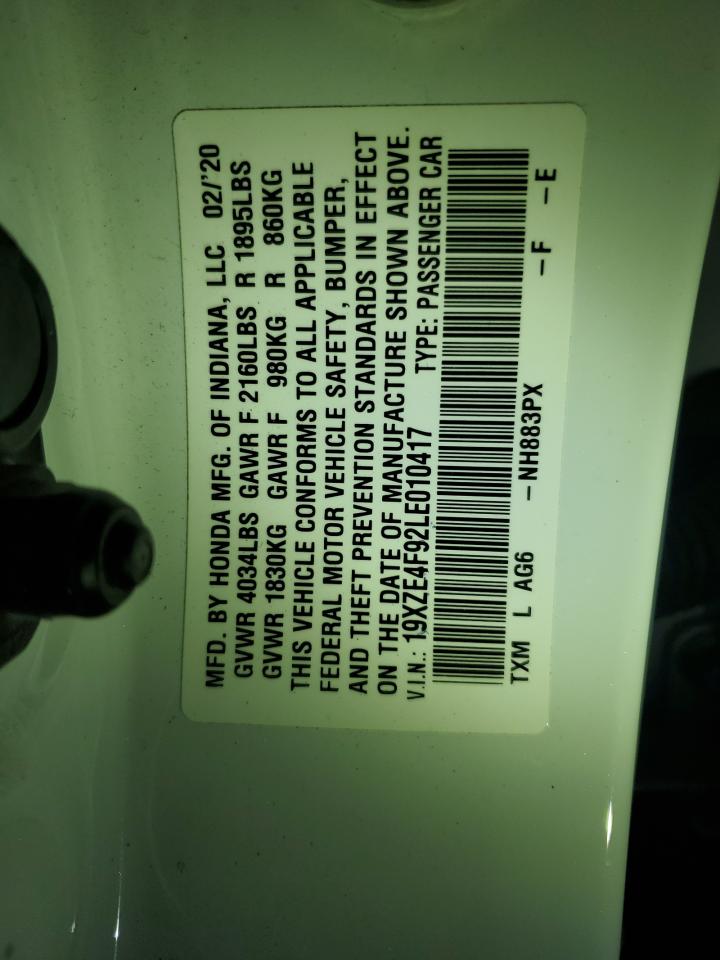 MFD. BY HONDA MFG. OF INDIANA, LLC 02/'20
GVWR 4034LBS GAWR F 2160LBS R 1895LBS
GVWR 1830KG GAWR F 980KG R 860KG
THIS VEHICLE CONFORMS TO ALL APPLICABLE
FEDERAL MOTOR VEHICLE SAFETY, BUMPER,
AND THEFT PREVENTION STANDARDS IN EFFECT
ON THE DATE OF MANUFACTURE SHOWN ABOVE.
V.I.N.: 19XZE4F92LE010417 TYPE: PASSENGER CAR
TXM L AG6 – NH883PX – F – E